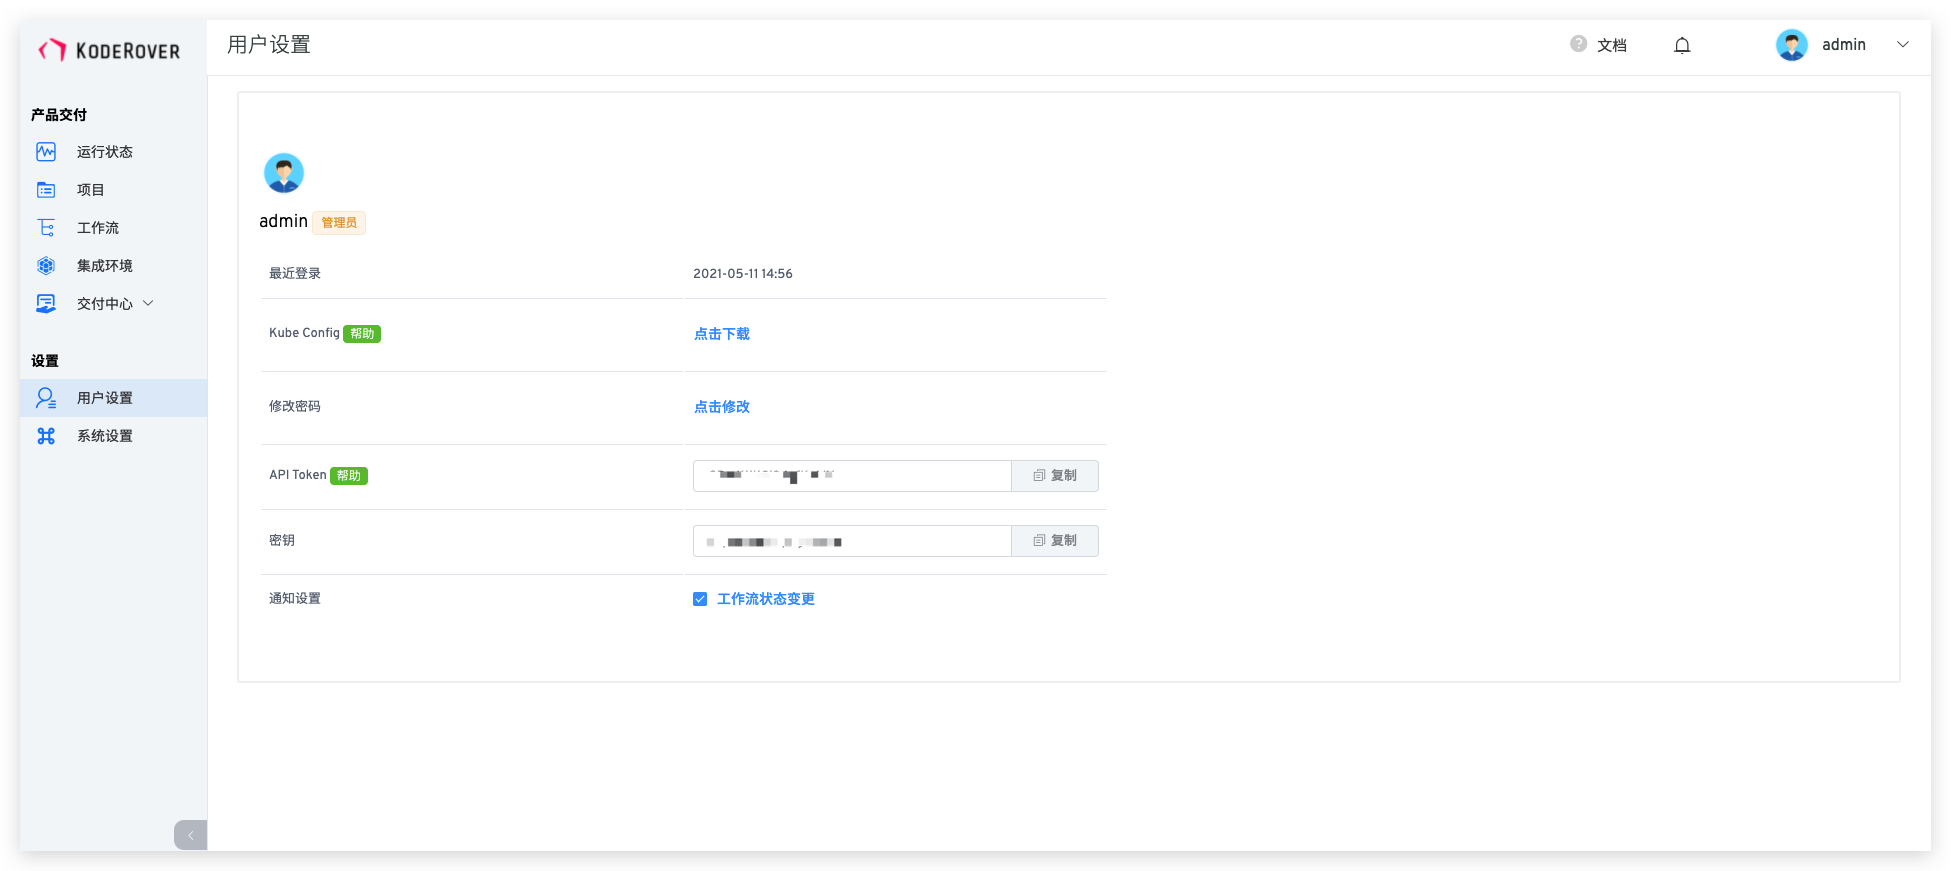 KODEROVER
用户设置
? 文档
admin
产品交付
运行状态
项目
工作流
集成环境
交付中心
设置
用户设置
系统设置
admin 管理员
最近登录 2021-05-11 14:56
Kube Config 帮助 点击下载
修改密码 点击修改
API Token 帮助 复制
密钥 复制
通知设置 工作流状态变更